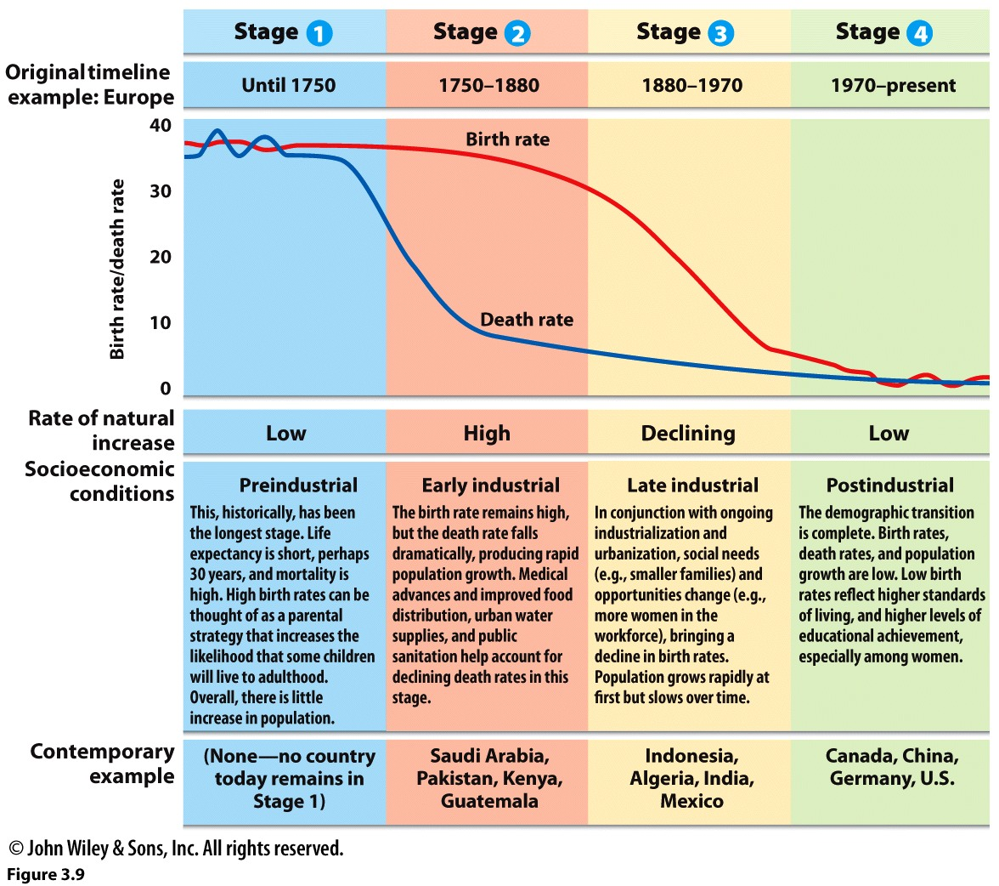 Stage 1
Stage 2
Stage 3
Stage 4
Original timeline
example: Europe
Until 1750
1750–1880
1880–1970
1970–present
Birth rate/death rate
40
30
20
10
0
Birth rate
Death rate
Rate of natural
increase
Low
High
Declining
Low
Socioeconomic
conditions
Preindustrial
This, historically, has been
the longest stage. Life
expectancy is short, perhaps
30 years, and mortality is
high. High birth rates can be
thought of as a parental
strategy that increases the
likelihood that some children
will live to adulthood.
Overall, there is little
increase in population.
Early industrial
The birth rate remains high,
but the death rate falls
dramatically, producing rapid
population growth. Medical
advances and improved food
distribution, urban water
supplies, and public
sanitation help account for
declining death rates in this
stage.
Late industrial
In conjunction with ongoing
industrialization and
urbanization, social needs
(e.g., smaller families) and
opportunities change (e.g.,
more women in the
workforce), bringing a
decline in birth rates.
Population grows rapidly at
first but slows over time.
Postindustrial
The demographic transition
is complete. Birth rates,
death rates, and population
growth are low. Low birth
rates reflect higher standards
of living, and higher levels of
educational achievement,
especially among women.
Contemporary
example
(None—no country
today remains in
Stage 1)
Saudi Arabia,
Pakistan, Kenya,
Guatemala
Indonesia,
Algeria, India,
Mexico
Canada, China,
Germany, U.S.
© John Wiley & Sons, Inc. All rights reserved.
Figure 3.9